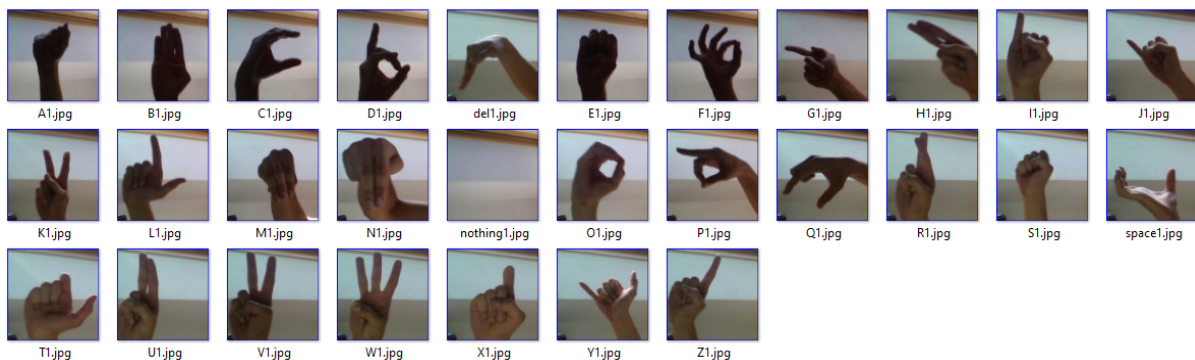 A1.jpg B1.jpg C1.jpg D1.jpg del1.jpg E1.jpg F1.jpg G1.jpg H1.jpg I1.jpg J1.jpg
K1.jpg L1.jpg M1.jpg N1.jpg nothing1.jpg O1.jpg P1.jpg Q1.jpg R1.jpg S1.jpg space1.jpg
T1.jpg U1.jpg V1.jpg W1.jpg X1.jpg Y1.jpg Z1.jpg